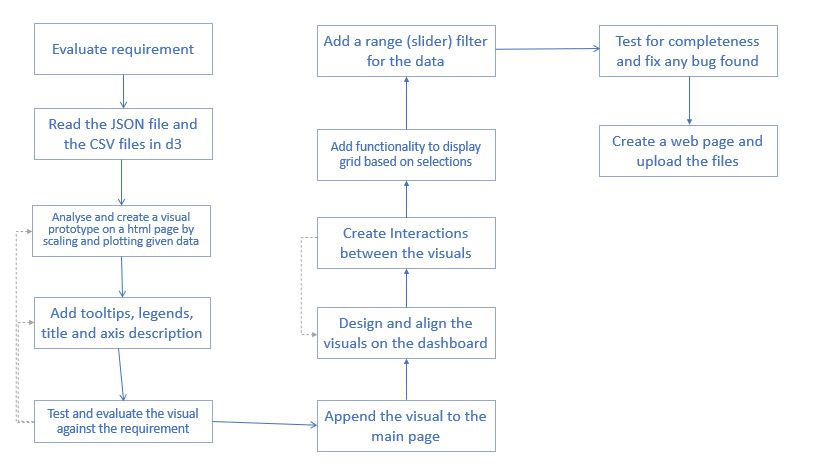 Evaluate requirement
Read the JSON file and
the CSV files in d3
Analyse and create a visual
prototype on a html page by
scaling and plotting given data
Add tooltips, legends,
title and axis description
Test and evaluate the visual
against the requirement
Append the visual to the
main page
Design and align the
visuals on the dashboard
Create Interactions
between the visuals
Add functionality to display
grid based on selections
Add a range (slider) filter
for the data
Test for completeness
and fix any bug found
Create a web page and
upload the files